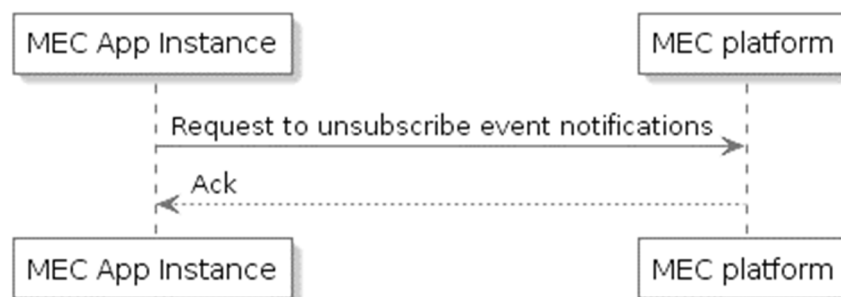 MEC App Instance
MEC platform
Request to unsubscribe event notifications
Ack
MEC App Instance
MEC platform